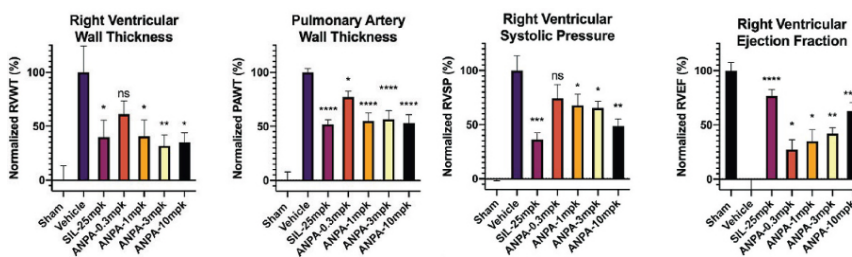 Right Ventricular
Wall Thickness
Normalized RVWT (%)
100
50
0
*
ns
*
**
*
Sham
Vehicle
SIL-25mpk
ANPA-0.3mpk
ANPA-1mpk
ANPA-3mpk
ANPA-10mpk
Pulmonary Artery
Wall Thickness
Normalized PAWT (%)
100
50
0
****
*
****
****
****
Sham
Vehicle
SIL-25mpk
ANPA-0.3mpk
ANPA-1mpk
ANPA-3mpk
ANPA-10mpk
Right Ventricular
Systolic Pressure
Normalized RVSP (%)
100
50
0
***
ns
*
*
**
Sham
Vehicle
SIL-25mpk
ANPA-0.3mpk
ANPA-1mpk
ANPA-3mpk
ANPA-10mpk
Right Ventricular
Ejection Fraction
Normalized RVEF (%)
100
50
0
****
*
*
**
Sham
Vehicle
SIL-25mpk
ANPA-0.3mpk
ANPA-1mpk
ANPA-3mpk
ANPA-10mpk